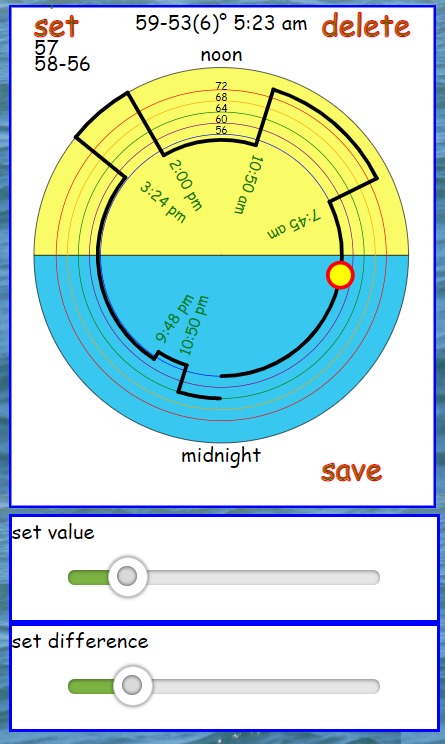 set
59-53(6)° 5:23 am
delete
57
58-56
noon
72
68
64
60
56
2:00 pm
10:50 am
3:24 pm
7:45 am
9:48 pm
10:50 pm
midnight
save
set value
set difference